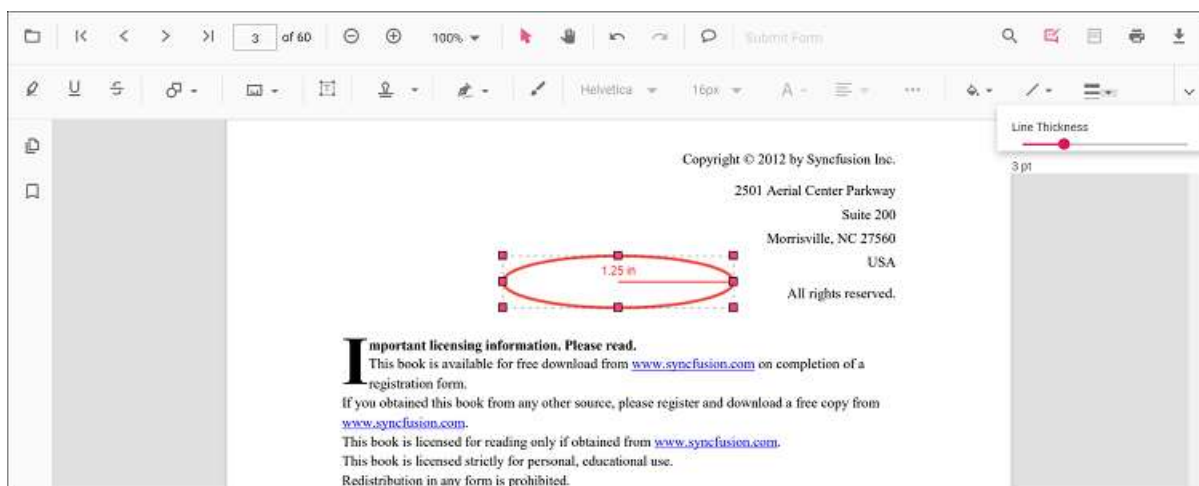 3 of 60 100% Submit Form
Helvetica 16px A
Line Thickness
3 pt
Copyright © 2012 by Syncfusion Inc.
2501 Aerial Center Parkway
Suite 200
Morrisville, NC 27560
USA
1.25 in
All rights reserved.
Important licensing information. Please read.
This book is available for free download from www.syncfusion.com on completion of a
registration form.
If you obtained this book from any other source, please register and download a free copy from
www.syncfusion.com.
This book is licensed for reading only if obtained from www.syncfusion.com.
This book is licensed strictly for personal, educational use.
Redistribution in any form is prohibited.